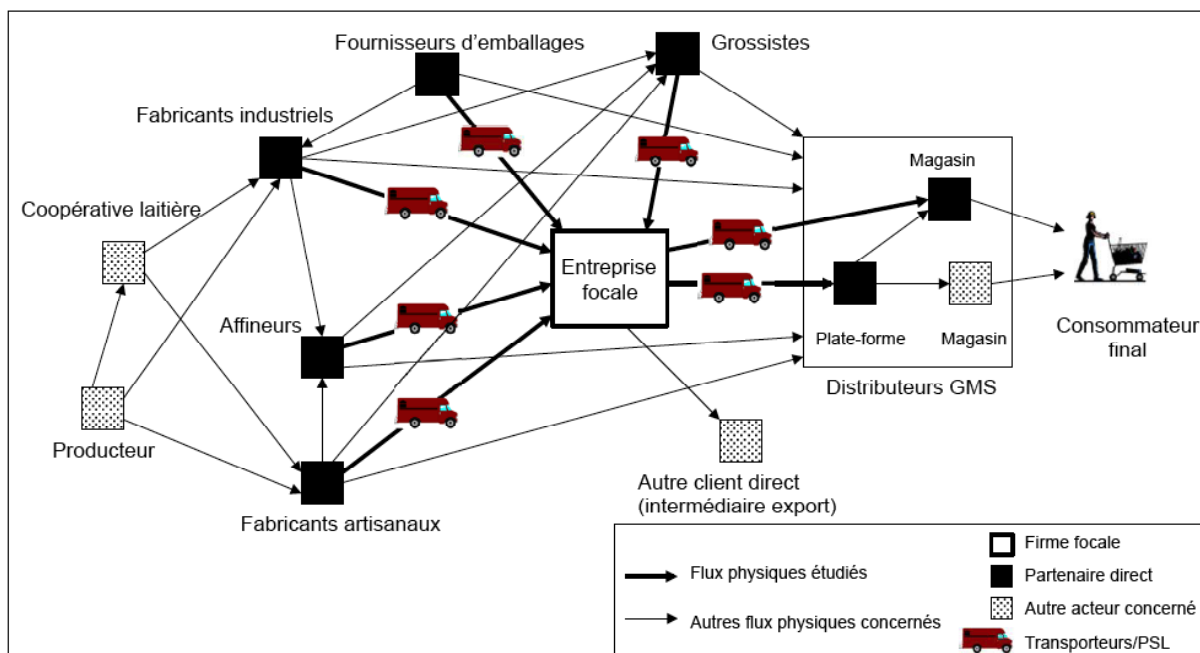 Fournisseurs d'emballages
Grossistes
Fabricants industriels
Magasin
Coopérative laitière
Entreprise
focale
Affineurs
Plate-forme
Magasin
Consommateur
final
Distributeurs GMS
Producteur
Autre client direct
(intermédiaire export)
Fabricants artisanaux
Flux physiques étudiés
Autres flux physiques concernés
Firme focale
Partenaire direct
Autre acteur concerné
Transporteurs/PSL